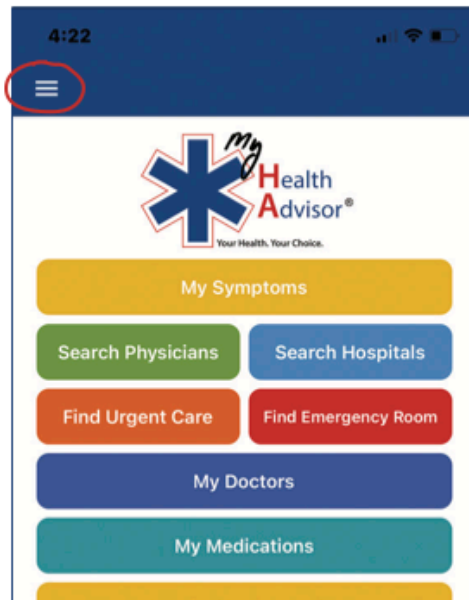 4:22
My
Health
Advisor®
Your Health. Your Choice.
My Symptoms
Search Physicians Search Hospitals
Find Urgent Care Find Emergency Room
My Doctors
My Medications